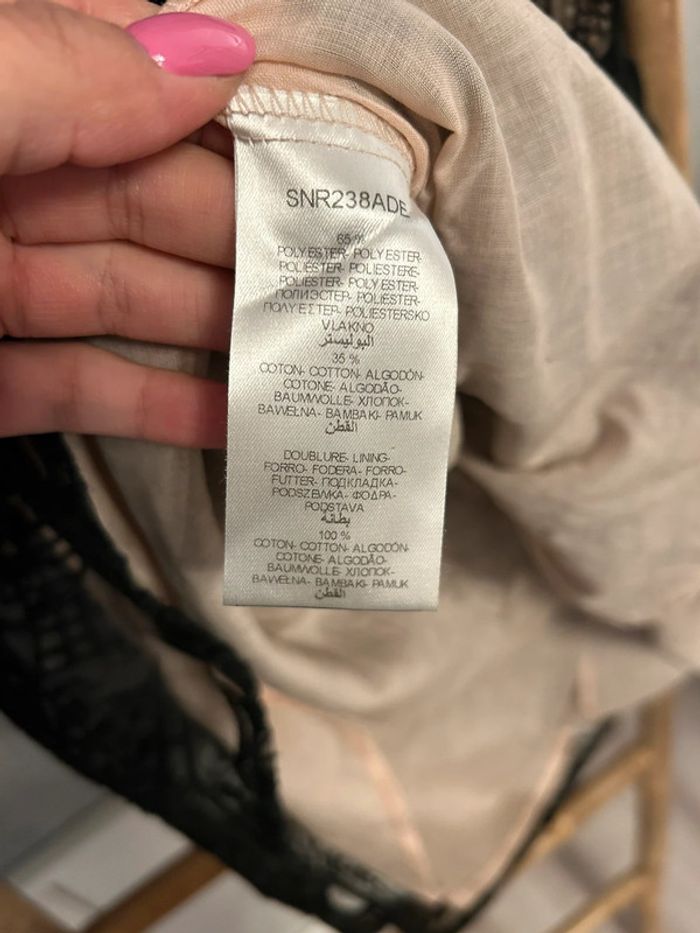 SNR238ADE
65 %
POLYESTER- POLYESTER-
POLIÉSTER- POLIESTERE-
POLIÉSTER- POLYESTER-
ПОЛИЭСТЕР- POLIESTER-
ΠΟΛΥΕΣΤΕΡ- POLIESTERSKO
VLAKNO
البوليستر
35 %
COTON- COTTON- ALGODÓN-
COTONE- ALGODÃO-
BAUMWOLLE- ХЛОПОК-
BAWEŁNA- BAMBAKI- PAMUK
القطن
DOUBLURE- LINING-
FORRO- FODERA- FORRO-
FUTTER- ПОДКЛАДКА-
PODSZEWKA- ΦΟΔΡΑ-
PODSTAVA
بطانة
100 %
COTON- COTTON- ALGODÓN-
COTONE- ALGODÃO-
BAUMWOLLE- ХЛОПОК-
BAWEŁNA- BAMBAKI- PAMUK
القطن